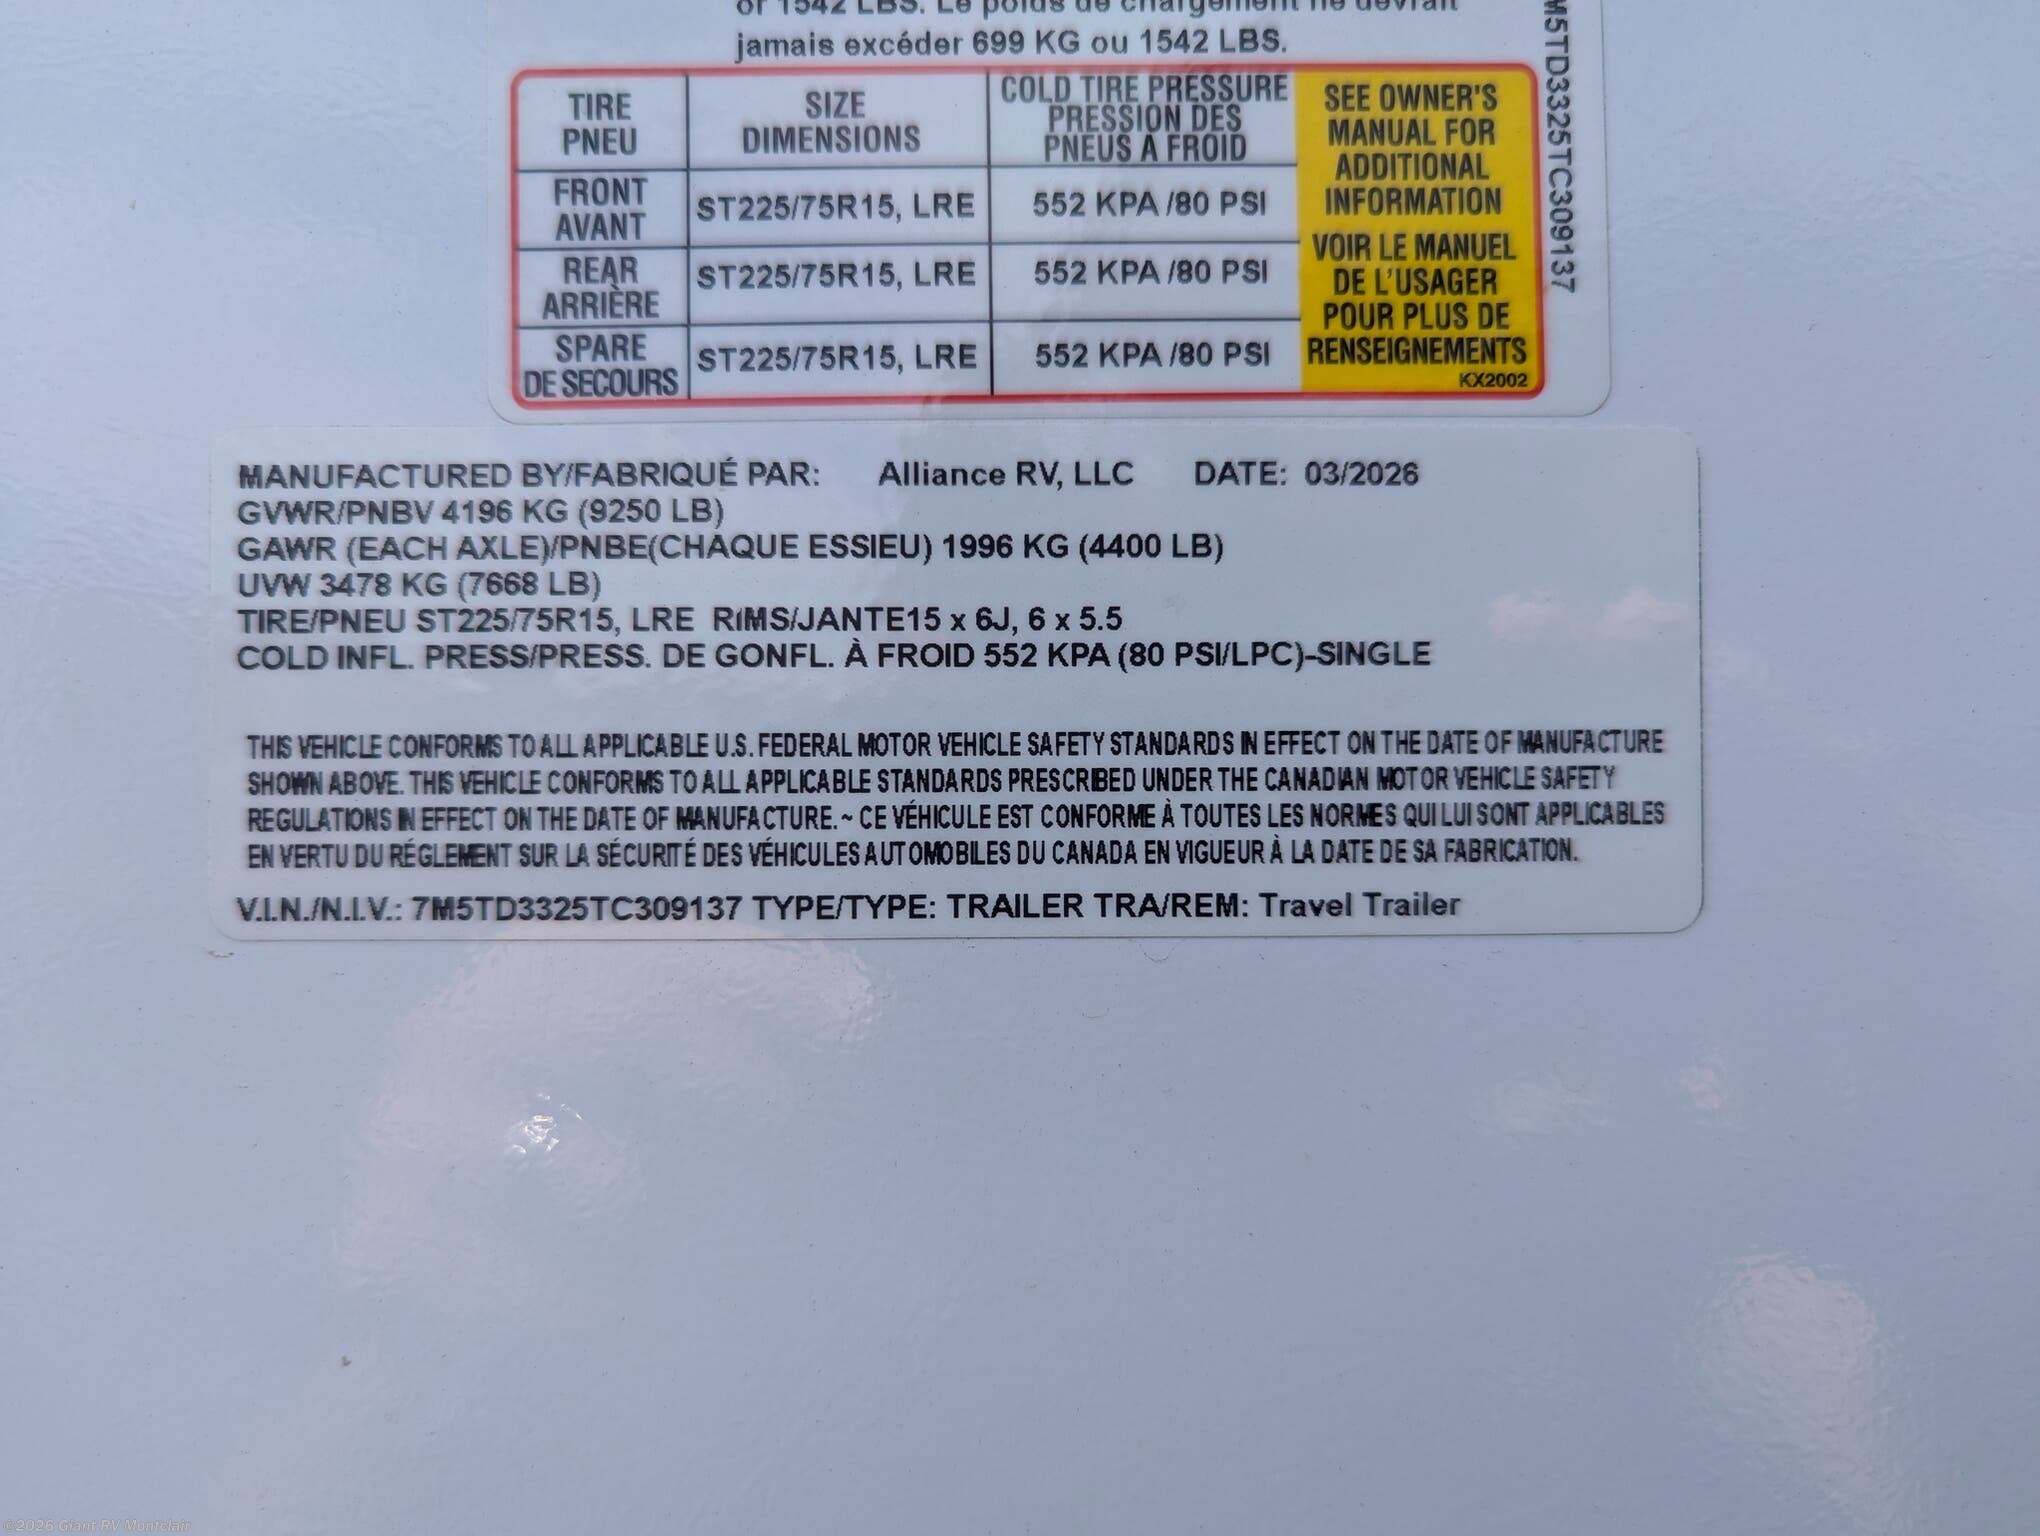 or 1542 LBS. Le poids de chargement ne devrait
jamais excéder 699 KG ou 1542 LBS.
TIRE
PNEU
SIZE
DIMENSIONS
COLD TIRE PRESSURE
PRESSION DES
PNEUS A FROID
FRONT
AVANT
ST225/75R15, LRE
552 KPA /80 PSI
REAR
ARRIÈRE
ST225/75R15, LRE
552 KPA /80 PSI
SPARE
DE SECOURS
ST225/75R15, LRE
552 KPA /80 PSI
SEE OWNER'S
MANUAL FOR
ADDITIONAL
INFORMATION
VOIR LE MANUEL
DE L'USAGER
POUR PLUS DE
RENSEIGNEMENTS
KX2002
M5TD3325TC309137
MANUFACTURED BY/FABRIQUÉ PAR: Alliance RV, LLC DATE: 03/2026
GVWR/PNBV 4196 KG (9250 LB)
GAWR (EACH AXLE)/PNBE(CHAQUE ESSIEU) 1996 KG (4400 LB)
UVW 3478 KG (7668 LB)
TIRE/PNEU ST225/75R15, LRE RIMS/JANTE15 x 6J, 6 x 5.5
COLD INFL. PRESS/PRESS. DE GONFL. À FROID 552 KPA (80 PSI/LPC)-SINGLE
THIS VEHICLE CONFORMS TO ALL APPLICABLE U.S. FEDERAL MOTOR VEHICLE SAFETY STANDARDS IN EFFECT ON THE DATE OF MANUFACTURE
SHOWN ABOVE. THIS VEHICLE CONFORMS TO ALL APPLICABLE STANDARDS PRESCRIBED UNDER THE CANADIAN MOTOR VEHICLE SAFETY
REGULATIONS IN EFFECT ON THE DATE OF MANUFACTURE. ~ CE VÉHICULE EST CONFORME À TOUTES LES NORMES QUI LUI SONT APPLICABLES
EN VERTU DU RÉGLEMENT SUR LA SÉCURITÉ DES VÉHICULES AUTOMOBILES DU CANADA EN VIGUEUR À LA DATE DE SA FABRICATION.
V.I.N./N.I.V.: 7M5TD3325TC309137 TYPE/TYPE: TRAILER TRA/REM: Travel Trailer
©2026 Giant RV Montclair